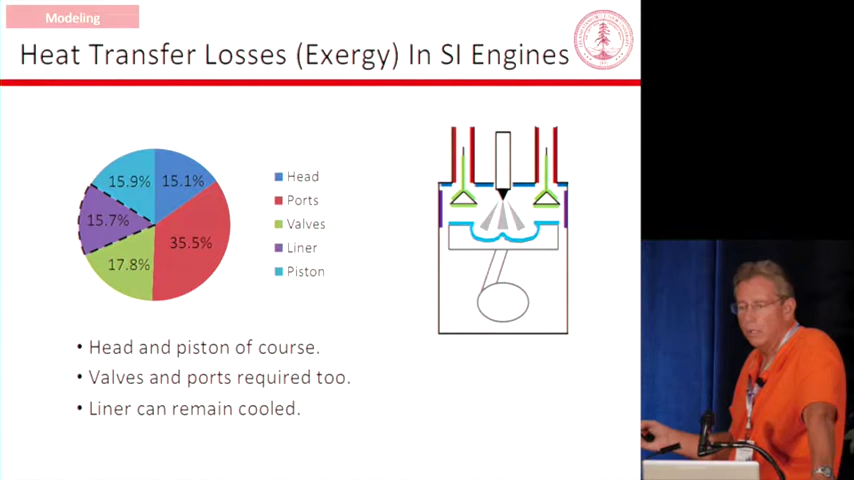 Modeling
Heat Transfer Losses (Exergy) In SI Engines
15.9%
15.1%
15.7%
35.5%
17.8%
Head
Ports
Valves
Liner
Piston
• Head and piston of course.
• Valves and ports required too.
• Liner can remain cooled.